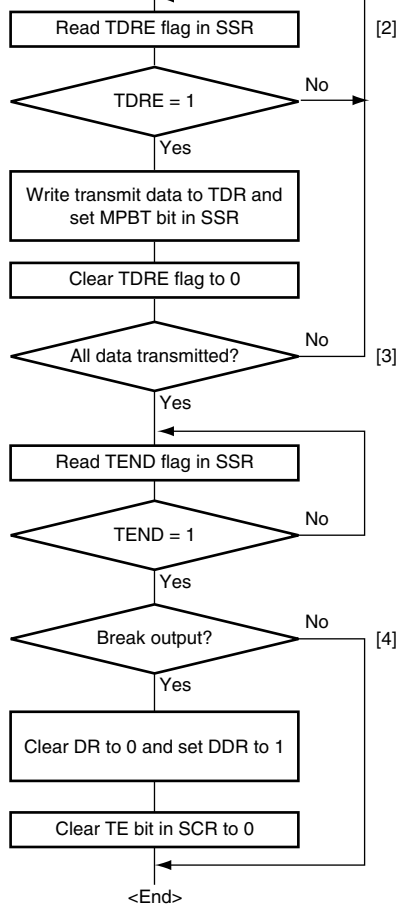 Read TDRE flag in SSR
[2]
TDRE = 1
No
Yes
Write transmit data to TDR and
set MPBT bit in SSR
Clear TDRE flag to 0
All data transmitted?
No
[3]
Yes
Read TEND flag in SSR
TEND = 1
No
Yes
Break output?
No
[4]
Yes
Clear DR to 0 and set DDR to 1
Clear TE bit in SCR to 0
<End>